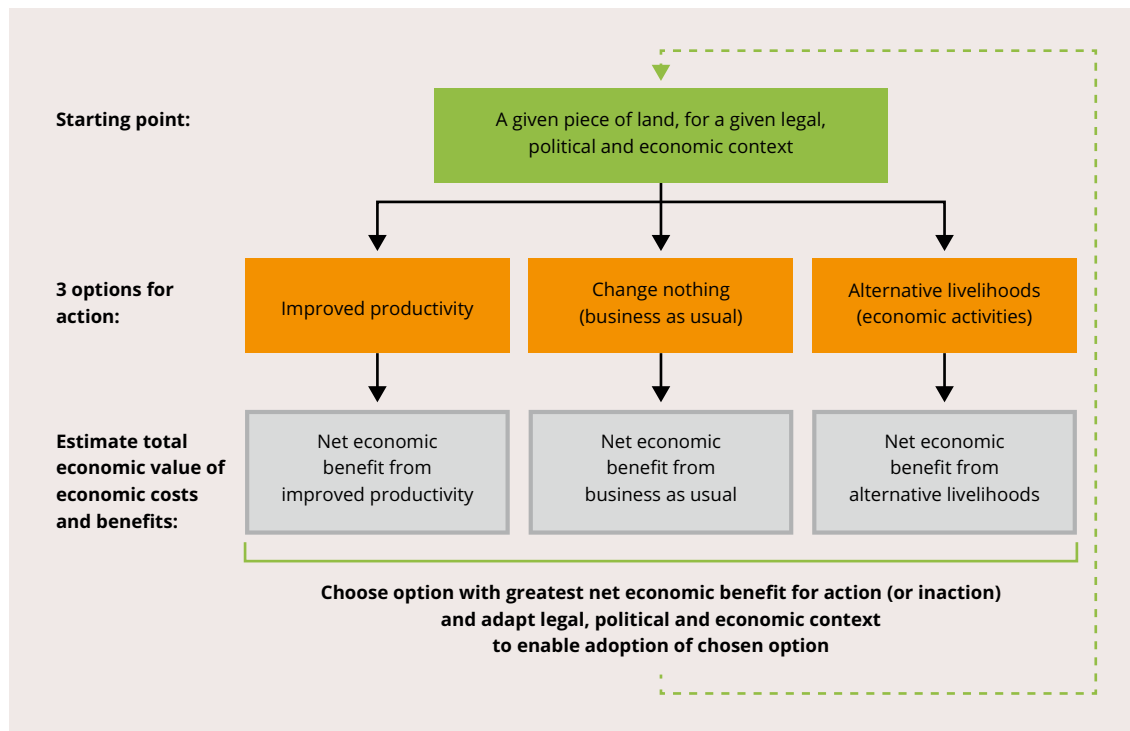 Starting point:
A given piece of land, for a given legal,
political and economic context
3 options for
action:
Improved productivity
Change nothing
(business as usual)
Alternative livelihoods
(economic activities)
Estimate total
economic value of
economic costs
and benefits:
Net economic
benefit from
improved productivity
Net economic
benefit from
business as usual
Net economic
benefit from
alternative livelihoods
Choose option with greatest net economic benefit for action (or inaction)
and adapt legal, political and economic context
to enable adoption of chosen option